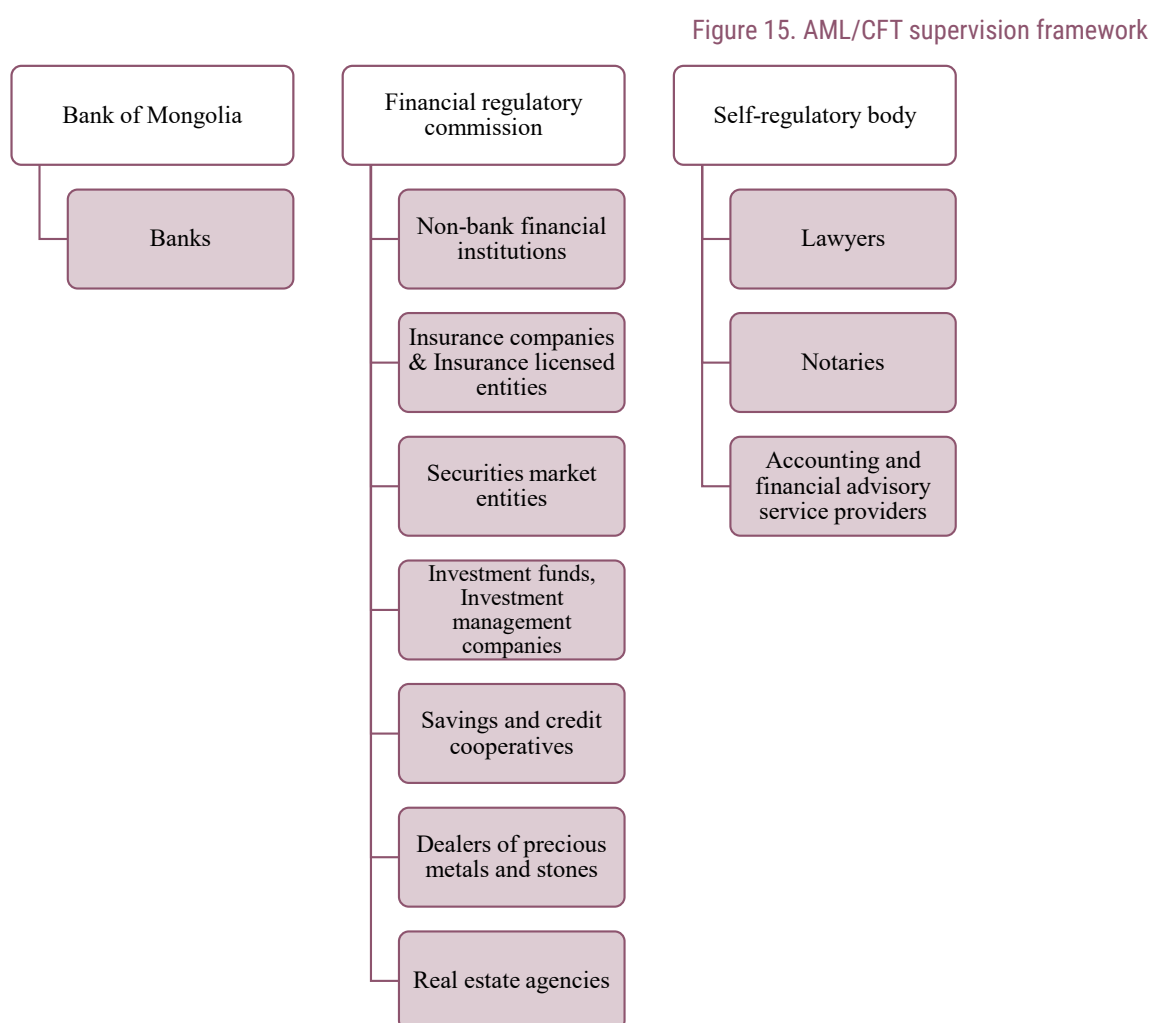 Figure 15. AML/CFT supervision framework
Bank of Mongolia
Banks
Financial regulatory
commission
Non-bank financial
institutions
Insurance companies
& Insurance licensed
entities
Securities market
entities
Investment funds,
Investment
management
companies
Savings and credit
cooperatives
Dealers of precious
metals and stones
Real estate agencies
Self-regulatory body
Lawyers
Notaries
Accounting and
financial advisory
service providers